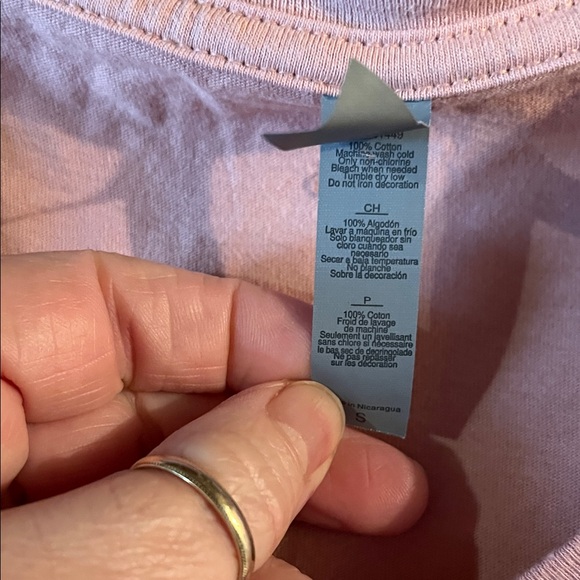 449
100% Cotton
Machine wash cold
Only non-chlorine
Bleach when needed
Tumble dry low
Do not iron decoration
CH
100% Algodón
Lavar a máquina en frío
Solo blanqueador sin
cloro cuando sea
necesario
Secar a baja temperatura
No planche
Sobre la decoración
P
100% Coton
Froid de lavage
de machine
Seulement un javellisant
sans chlore si nécessaire
le bas sec de degringolade
Ne pas repasser
sur les décoration
in Nicaragua
S